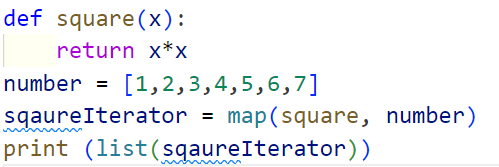 def square(x):
    return x*x
number = [1,2,3,4,5,6,7]
sqaureIterator = map(square, number)
print (list(sqaureIterator))